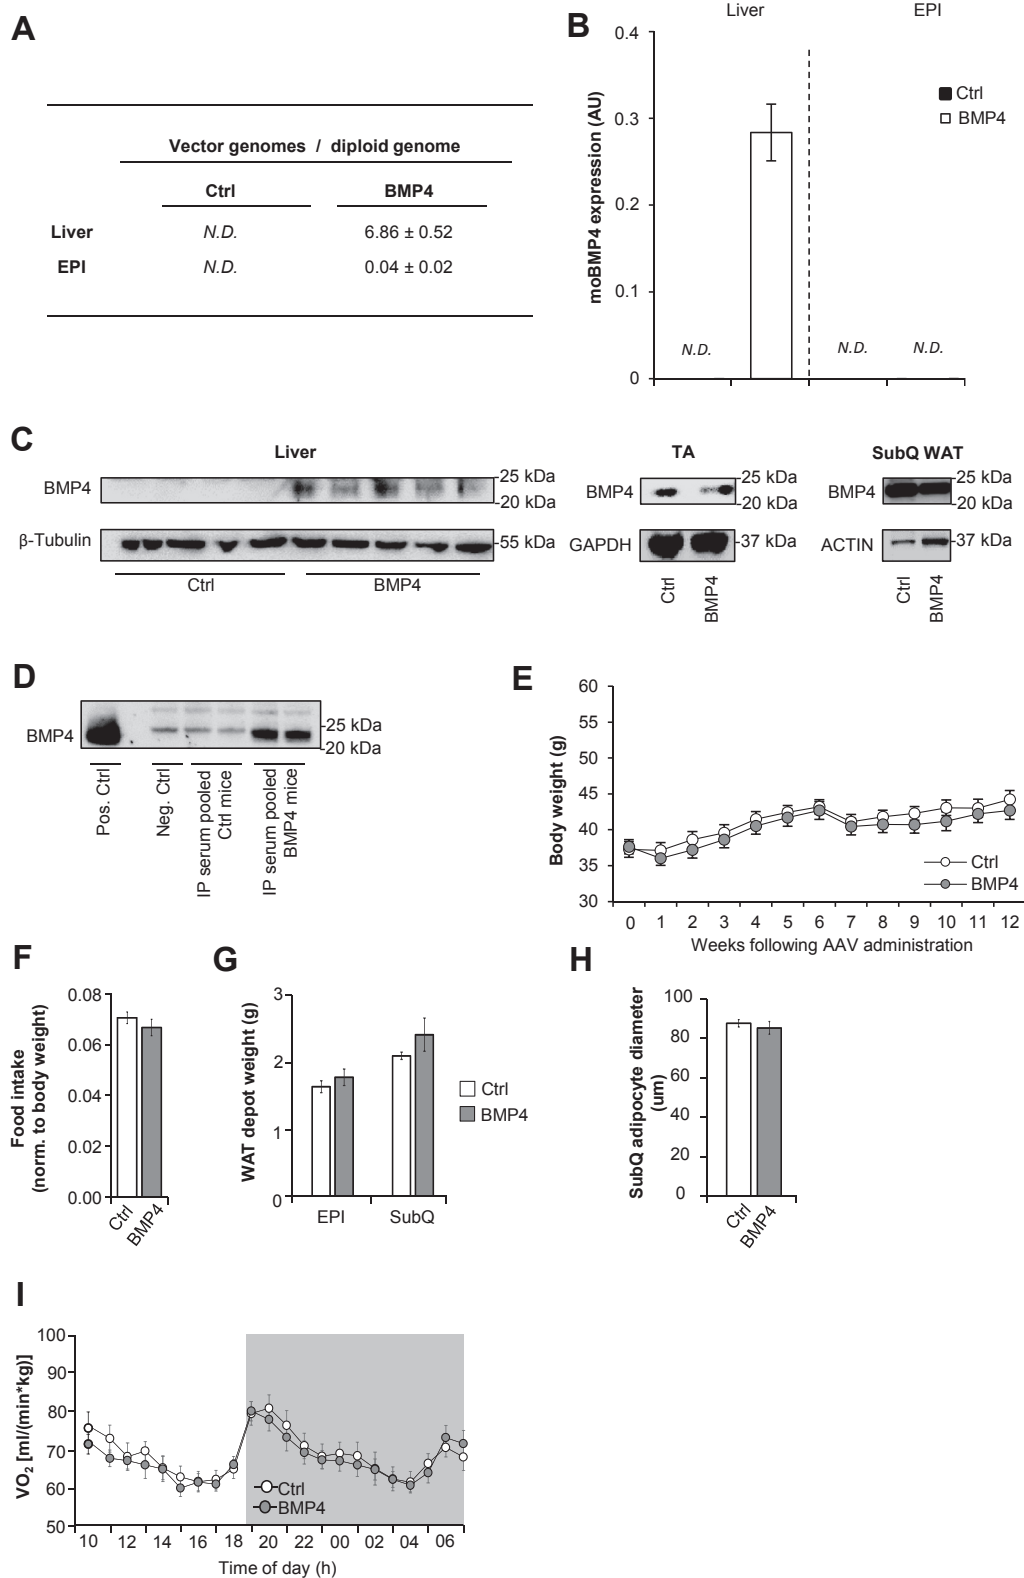 A
Vector genomes / diploid genome
Ctrl BMP4
Liver N.D. 6.86 ± 0.52
EPI N.D. 0.04 ± 0.02
B
Liver EPI
moBMP4 expression (AU)
0.4
0.3
0.2
0.1
0
N.D. N.D. N.D.
Ctrl
BMP4
C
Liver
BMP4
25 kDa
20 kDa
β-Tubulin
55 kDa
Ctrl BMP4
TA
BMP4
25 kDa
20 kDa
GAPDH
37 kDa
Ctrl
BMP4
SubQ WAT
BMP4
25 kDa
20 kDa
ACTIN
37 kDa
Ctrl
BMP4
D
BMP4
25 kDa
20 kDa
Pos. Ctrl
Neg. Ctrl
IP serum pooled
Ctrl mice
IP serum pooled
BMP4 mice
E
Body weight (g)
60
55
50
45
40
35
30
Ctrl
BMP4
0 1 2 3 4 5 6 7 8 9 10 11 12
Weeks following AAV administration
F
Food intake
(norm. to body weight)
0.08
0.06
0.04
0.02
0.00
Ctrl
BMP4
G
WAT depot weight (g)
3
2
1
0
EPI SubQ
Ctrl
BMP4
H
SubQ adipocyte diameter
(um)
100
80
60
40
20
0
Ctrl
BMP4
I
VO₂ [ml/(min*kg)]
100
90
80
70
60
50
Ctrl
BMP4
10 12 14 16 18 20 22 00 02 04 06
Time of day (h)